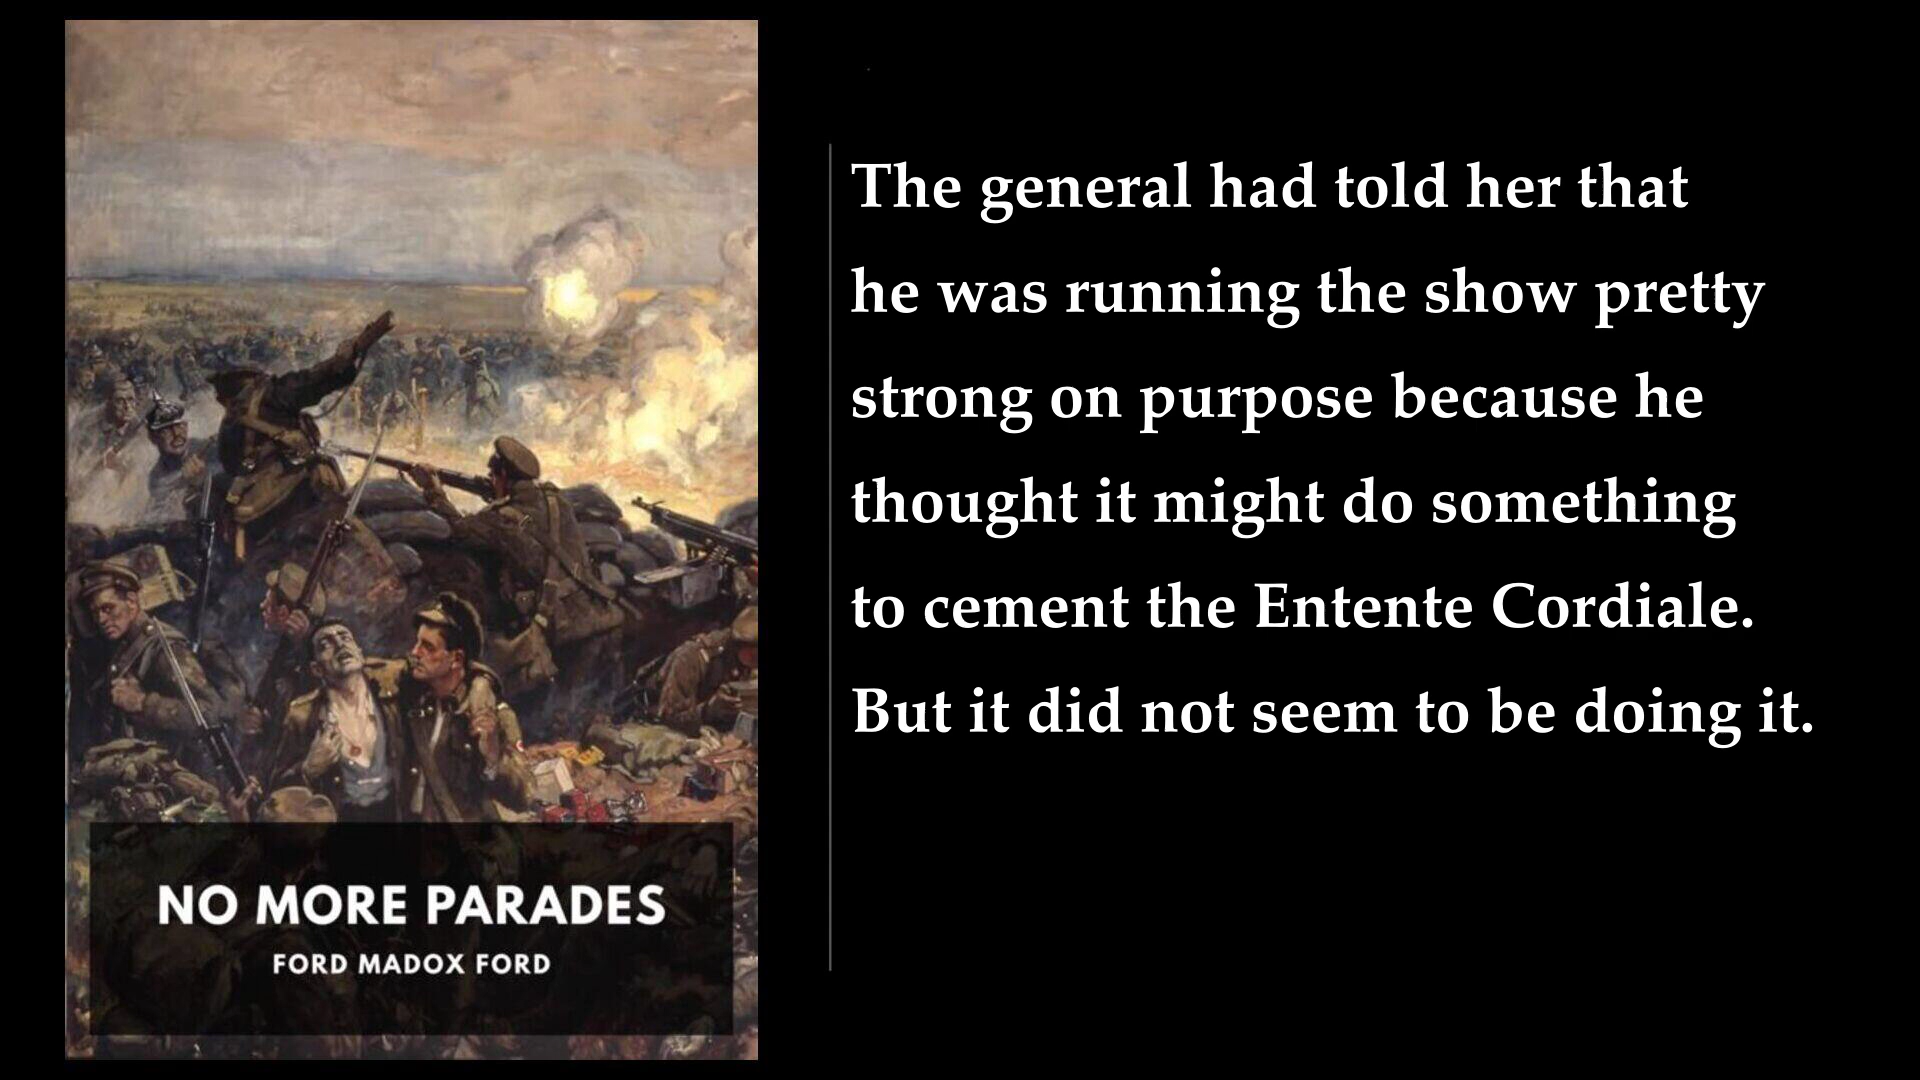 The general had told her that
he was running the show pretty
strong on purpose because he
thought it might do something
to cement the Entente Cordiale.
But it did not seem to be doing it.
NO MORE PARADES
FORD MADOX FORD